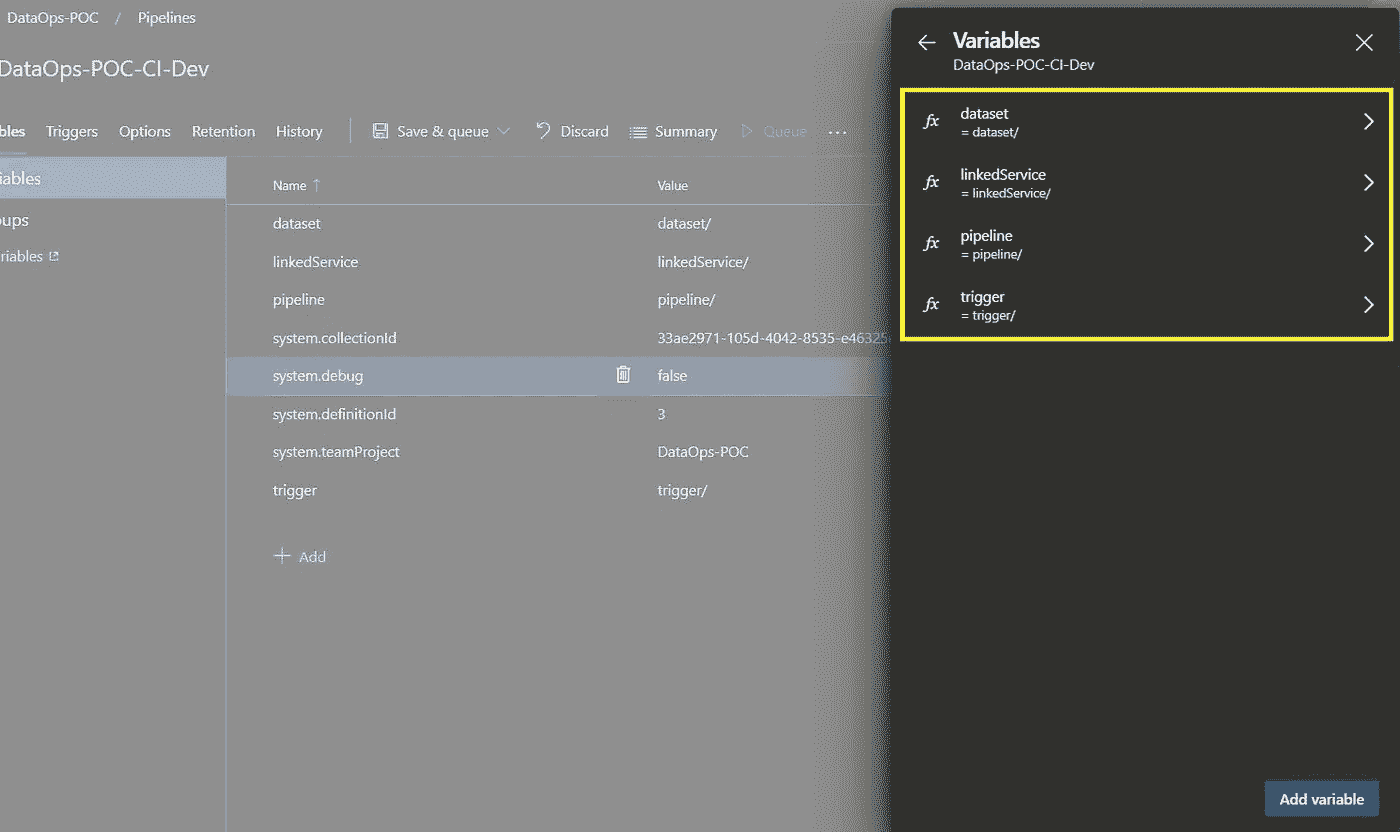 DataOps-POC / Pipelines
DataOps-POC-CI-Dev
bles Triggers Options Retention History Save & queue Discard Summary Queue ...
iables
oups
riables
Name ↑ Value
dataset dataset/
linkedService linkedService/
pipeline pipeline/
system.collectionId 33ae2971-105d-4042-8535-e46325
system.debug false
system.definitionId 3
system.teamProject DataOps-POC
trigger trigger/
+ Add
Variables
DataOps-POC-CI-Dev
fx dataset
= dataset/
fx linkedService
= linkedService/
fx pipeline
= pipeline/
fx trigger
= trigger/
Add variable